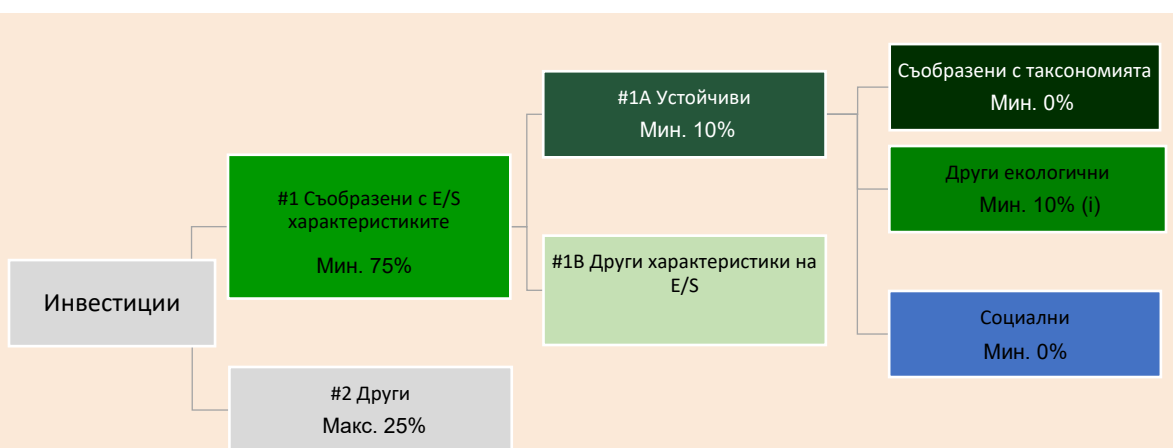 Инвестиции
#1 Съобразени с E/S
характеристиките
Мин. 75%
#2 Други
Макс. 25%
#1A Устойчиви
Мин. 10%
#1B Други характеристики на
E/S
Съобразени с таксономията
Мин. 0%
Други екологични
Мин. 10% (i)
Социални
Мин. 0%